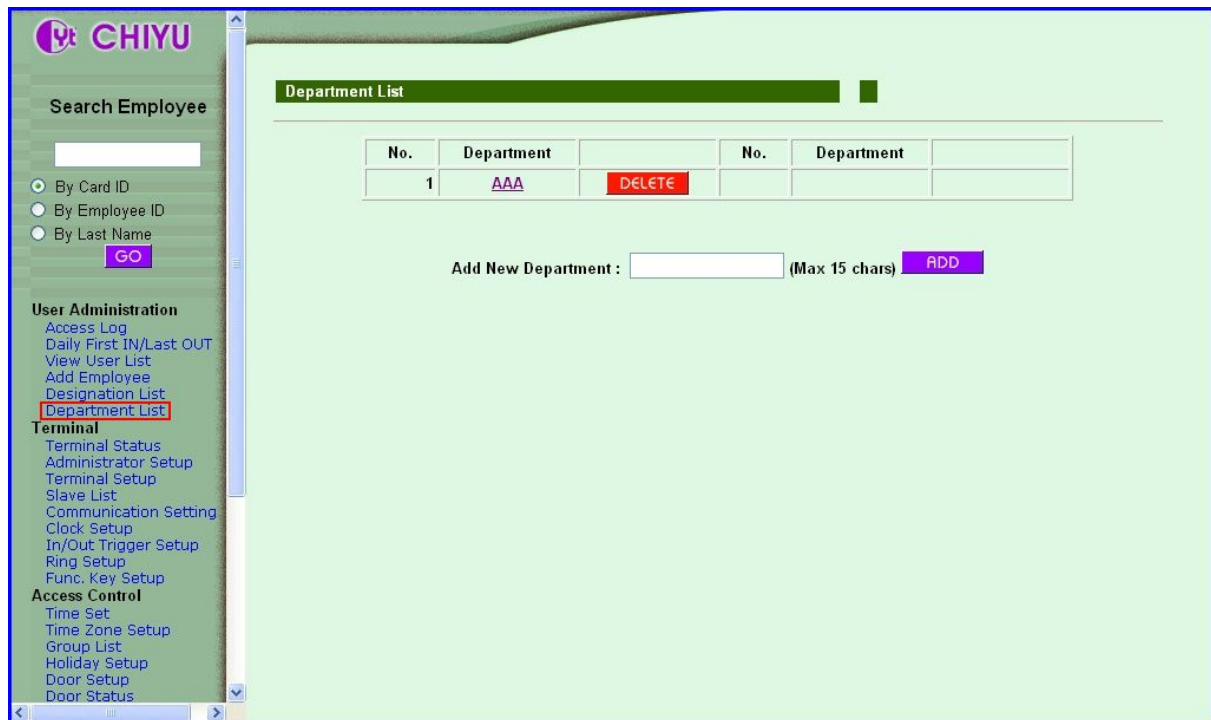 CHIYU
Search Employee
By Card ID
By Employee ID
By Last Name
GO
User Administration
Access Log
Daily First IN/Last OUT
View User List
Add Employee
Designation List
Department List
Terminal
Terminal Status
Administrator Setup
Terminal Setup
Slave List
Communication Setting
Clock Setup
In/Out Trigger Setup
Ring Setup
Func. Key Setup
Access Control
Time Set
Time Zone Setup
Group List
Holiday Setup
Door Setup
Door Status
Department List
No. Department No. Department
1 AAA DELETE
Add New Department : (Max 15 chars) ADD